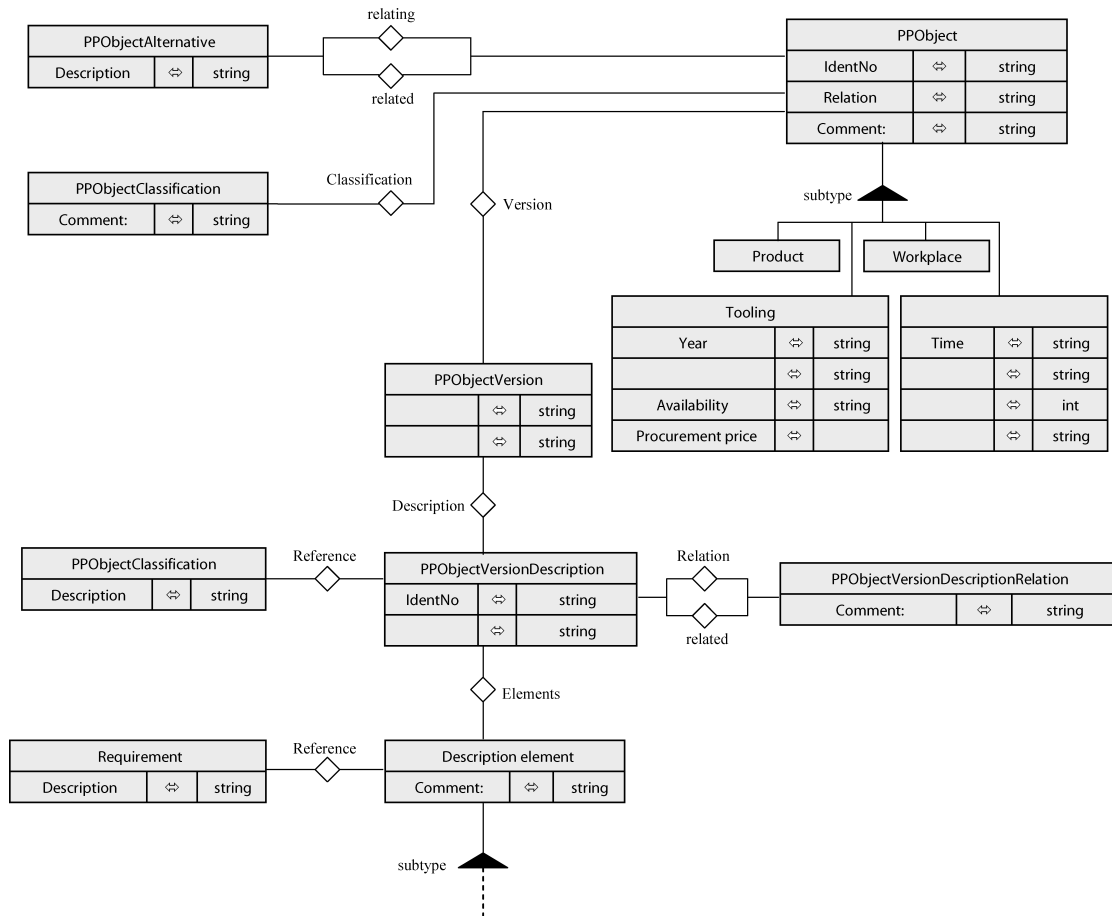 relating
PPObjectAlternative
Description ⬄ string
related
PPObject
IdentNo ⬄ string
Relation ⬄ string
Comment: ⬄ string
PPObjectClassification
Comment: ⬄ string
Classification
Version
subtype
Product
Workplace
Tooling
Year ⬄ string
⬄ string
Availability ⬄ string
Procurement price ⬄
Time ⬄ string
⬄ string
⬄ int
⬄ string
PPObjectVersion
⬄ string
⬄ string
Description
PPObjectClassification
Description ⬄ string
Reference
PPObjectVersionDescription
IdentNo ⬄ string
⬄ string
Relation
related
PPObjectVersionDescriptionRelation
Comment: ⬄ string
Elements
Requirement
Description ⬄ string
Reference
Description element
Comment: ⬄ string
subtype